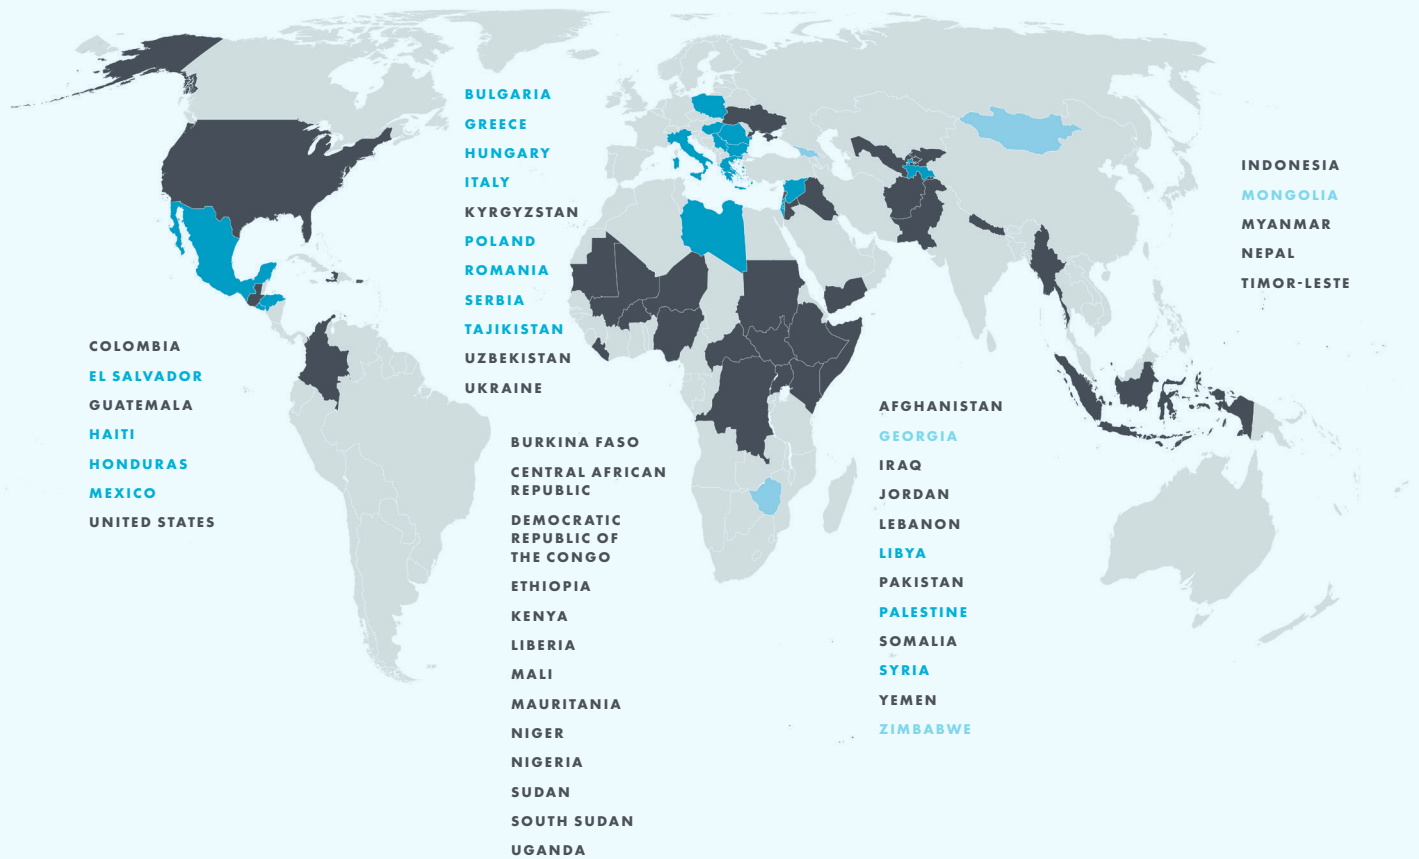 BULGARIA
GREECE
HUNGARY
ITALY
KYRGYZSTAN
POLAND
ROMANIA
SERBIA
TAJIKISTAN
UZBEKISTAN
UKRAINE
INDONESIA
MONGOLIA
MYANMAR
NEPAL
TIMOR-LESTE
COLOMBIA
EL SALVADOR
GUATEMALA
HAITI
HONDURAS
MEXICO
UNITED STATES
BURKINA FASO
CENTRAL AFRICAN
REPUBLIC
DEMOCRATIC
REPUBLIC OF
THE CONGO
ETHIOPIA
KENYA
LIBERIA
MALI
MAURITANIA
NIGER
NIGERIA
SUDAN
SOUTH SUDAN
UGANDA
AFGHANISTAN
GEORGIA
IRAQ
JORDAN
LEBANON
LIBYA
PAKISTAN
PALESTINE
SOMALIA
SYRIA
YEMEN
ZIMBABWE